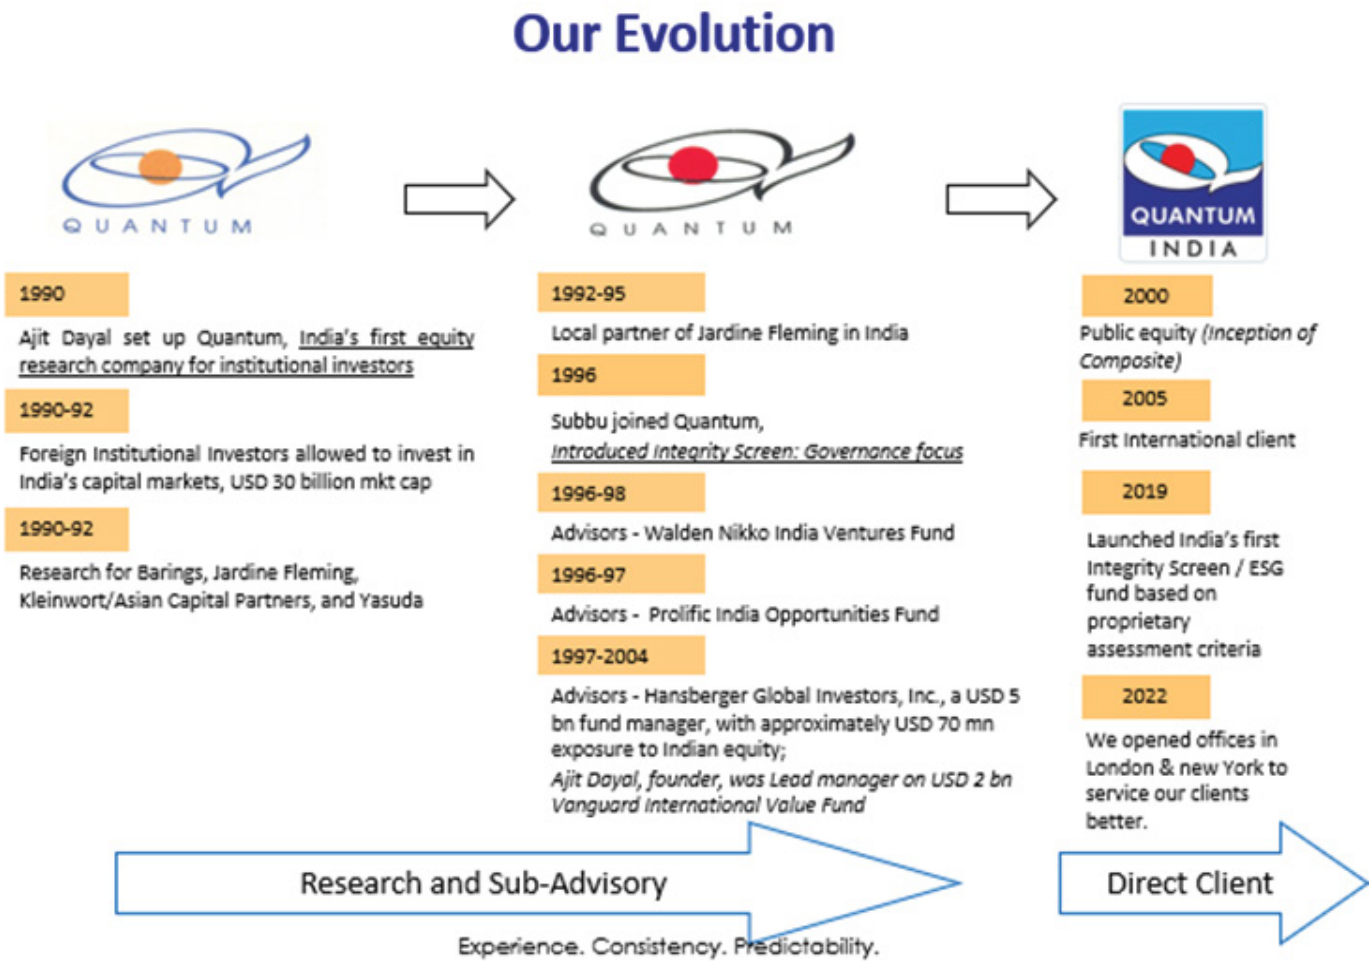 Our Evolution
QUANTUM
1990
Ajit Dayal set up Quantum, India's first equity
research company for institutional investors
1990-92
Foreign Institutional Investors allowed to invest in
India's capital markets, USD 30 billion mkt cap
1990-92
Research for Barings, Jardine Fleming,
Kleinwort/Asian Capital Partners, and Yasuda
QUANTUM
1992-95
Local partner of Jardine Fleming in India
1996
Subbu joined Quantum,
Introduced Integrity Screen: Governance focus
1996-98
Advisors - Walden Nikko India Ventures Fund
1996-97
Advisors - Prolific India Opportunities Fund
1997-2004
Advisors - Hansberger Global Investors, Inc., a USD 5
bn fund manager, with approximately USD 70 mn
exposure to Indian equity;
Ajit Dayal, founder, was Lead manager on USD 2 bn
Vanguard International Value Fund
QUANTUM
INDIA
2000
Public equity (Inception of
Composite)
2005
First International client
2019
Launched India's first
Integrity Screen / ESG
fund based on
proprietary
assessment criteria
2022
We opened offices in
London & new York to
service our clients
better.
Research and Sub-Advisory
Direct Client
Experience. Consistency. Predictability.